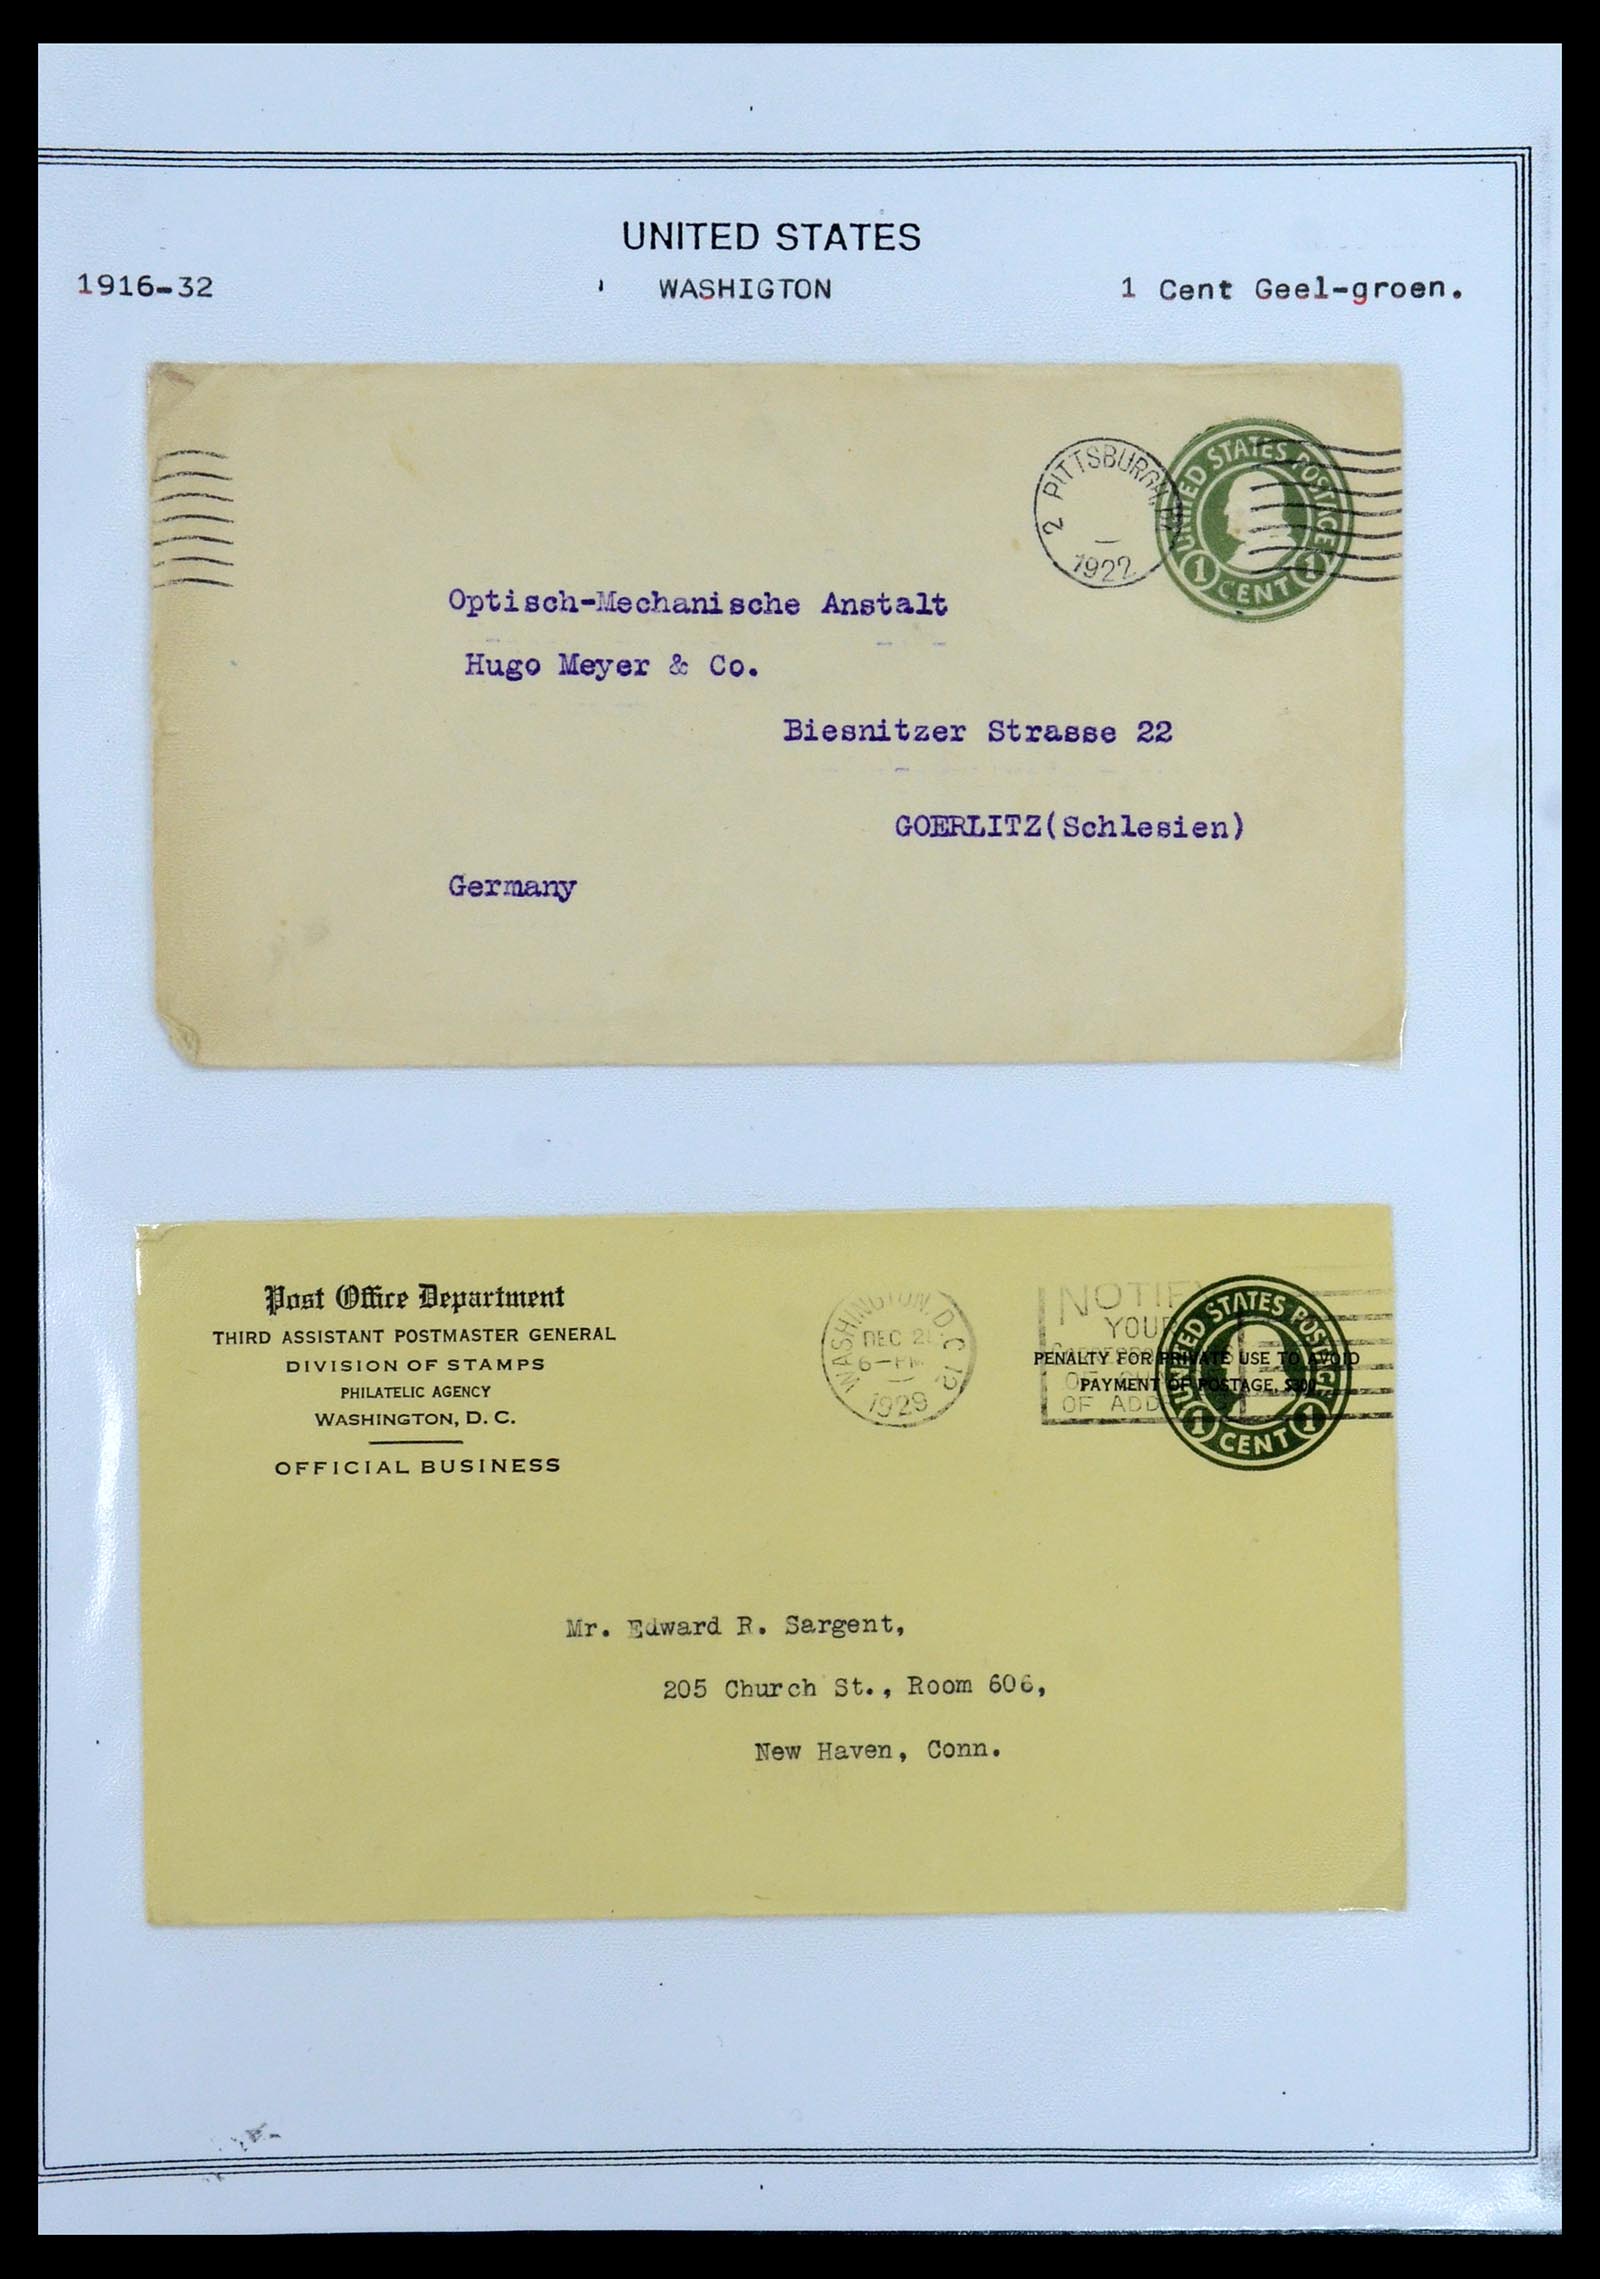 UNITED STATES
1916-32 WASHIGTON 1 Cent Geel-groen.
2 PITTSBURGH, PA
1922
UNITED STATES POSTAGE
1 CENT 1
Optisch-Mechanische Anstalt
Hugo Meyer & Co.
Biesnitzer Strasse 22
GOERLITZ(Schlesien)
Germany
Post Office Department
THIRD ASSISTANT POSTMASTER GENERAL
DIVISION OF STAMPS
PHILATELIC AGENCY
WASHINGTON, D. C.
OFFICIAL BUSINESS
WASHINGTON, D.C. 12
DEC
6-PM
1929
NOTIFY
YOUR
OF
OF ADD
UNITED STATES POSTAGE
PENALTY FOR PRIVATE USE TO AVOID
PAYMENT OF POSTAGE, $300
1 CENT 1
Mr. Edward R. Sargent,
205 Church St., Room 606,
New Haven, Conn.